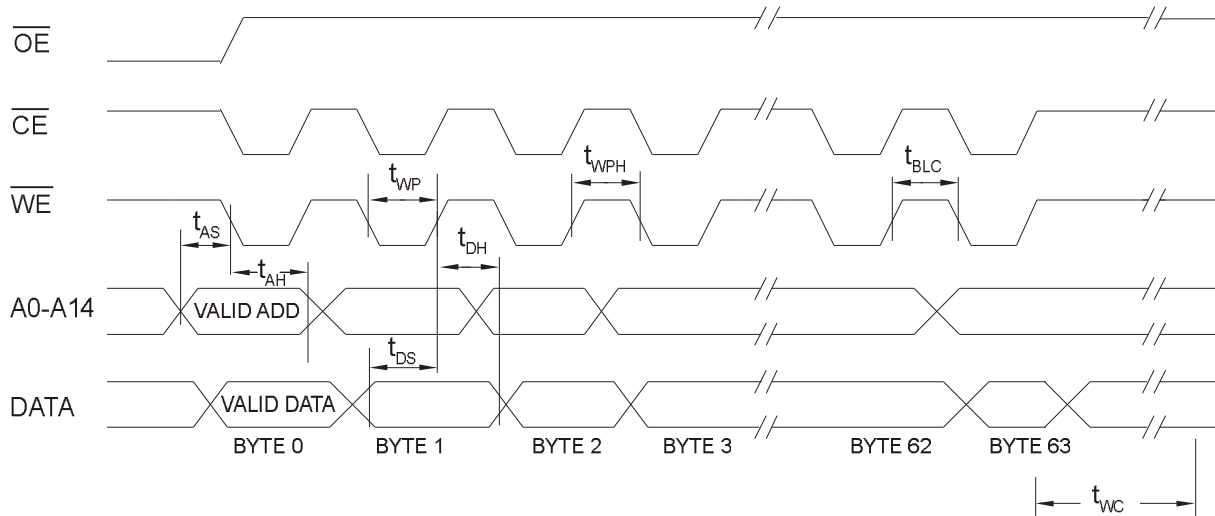 OE
CE
WE
A0-A14
DATA
tWP
tWPH
tBLC
tAS
tDH
tAH
VALID ADD
tDS
VALID DATA
BYTE 0
BYTE 1
BYTE 2
BYTE 3
BYTE 62
BYTE 63
tWC